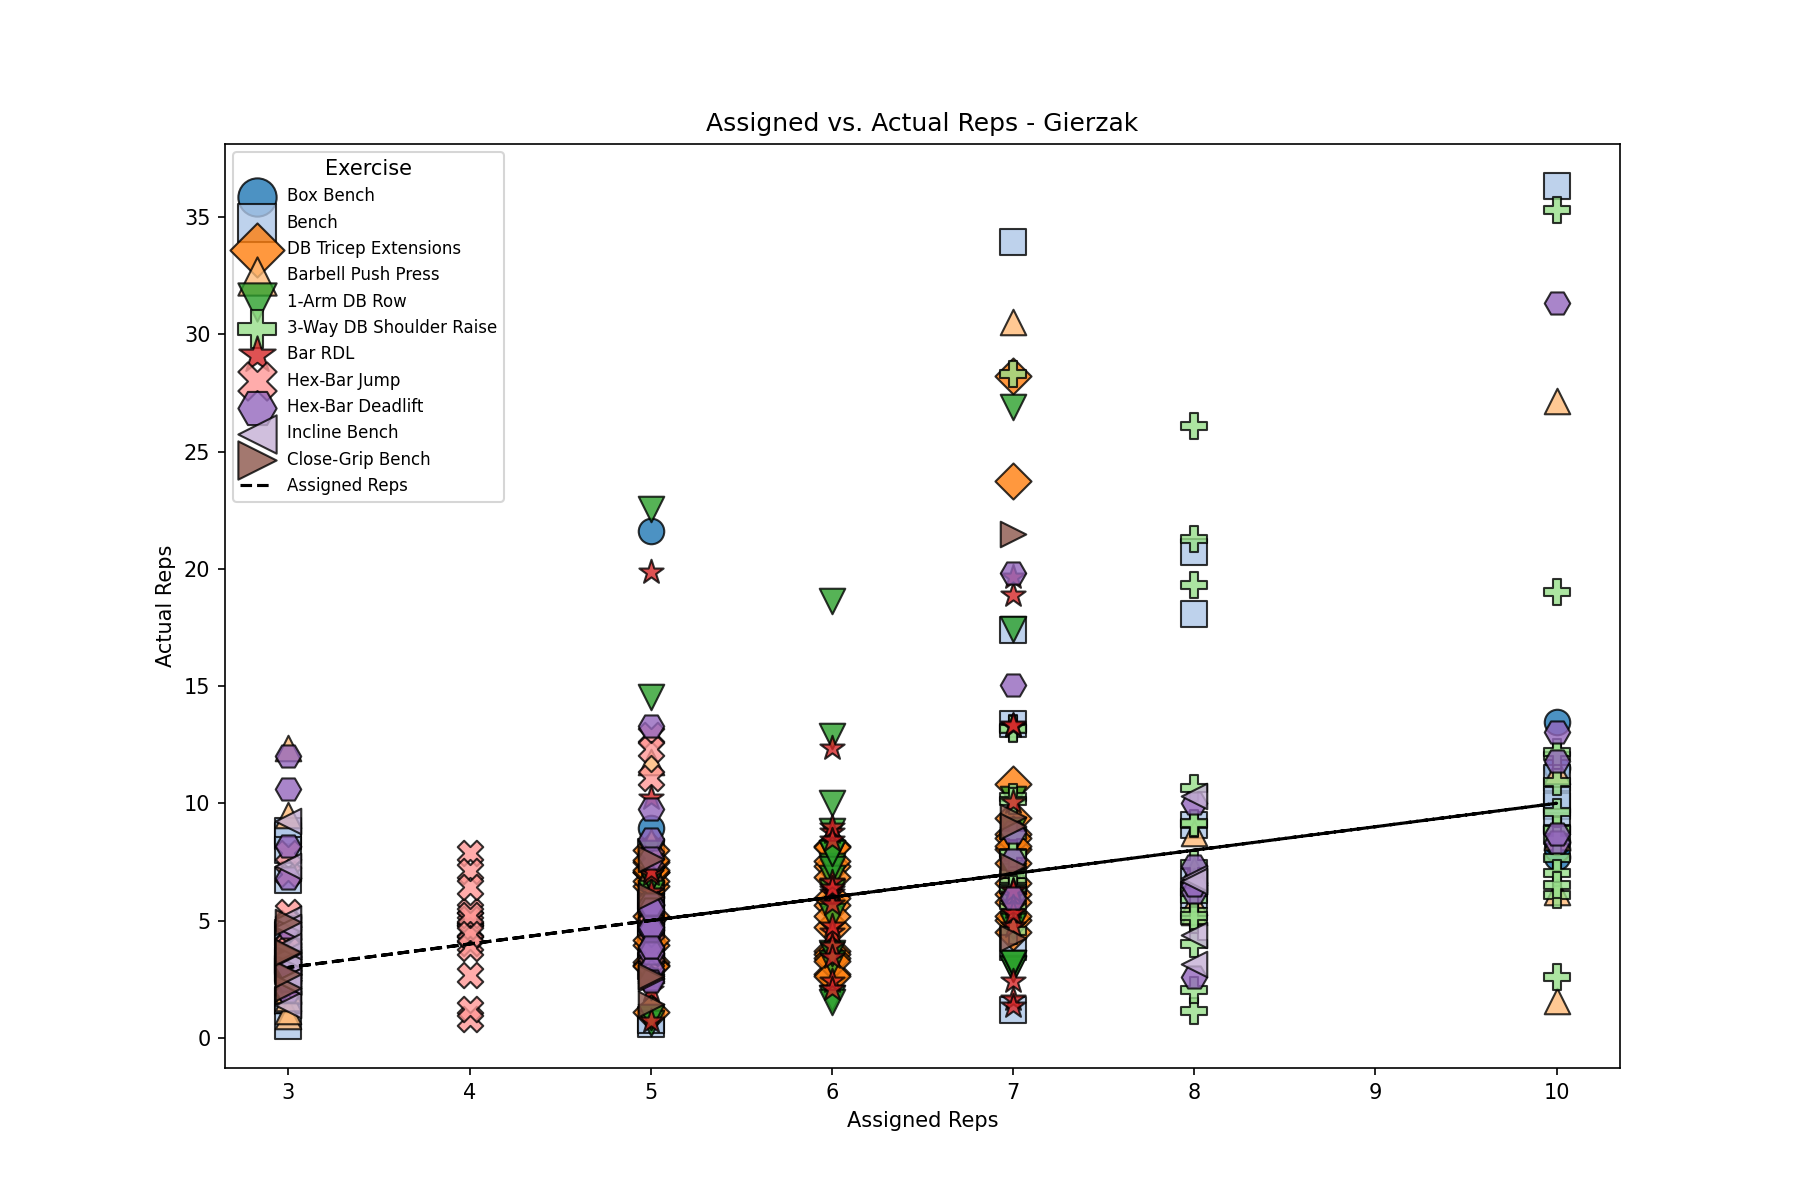 Assigned vs. Actual Reps - Gierzak
Exercise
Box Bench
Bench
DB Tricep Extensions
Barbell Push Press
1-Arm DB Row
3-Way DB Shoulder Raise
Bar RDL
Hex-Bar Jump
Hex-Bar Deadlift
Incline Bench
Close-Grip Bench
Assigned Reps
Actual Reps
35
30
25
20
15
10
5
0
3 4 5 6 7 8 9 10
Assigned Reps